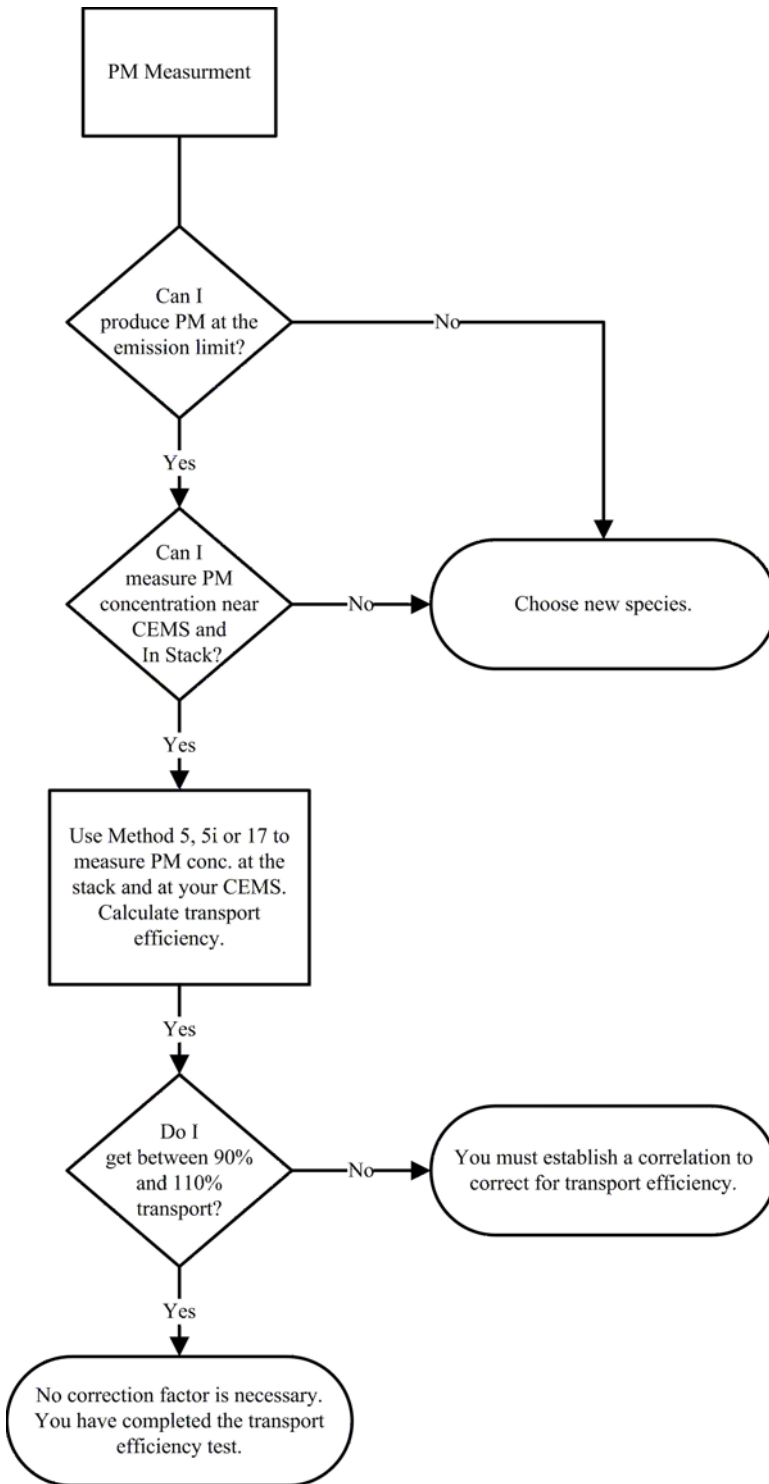 PM Measurment
Can I
produce PM at the
emission limit?
No
Yes
Can I
measure PM
concentration near
CEMS and
In Stack?
No
Choose new species.
Yes
Use Method 5, 5i or 17 to
measure PM conc. at the
stack and at your CEMS.
Calculate transport
efficiency.
Yes
Do I
get between 90%
and 110%
transport?
No
You must establish a correlation to
correct for transport efficiency.
Yes
No correction factor is necessary.
You have completed the transport
efficiency test.